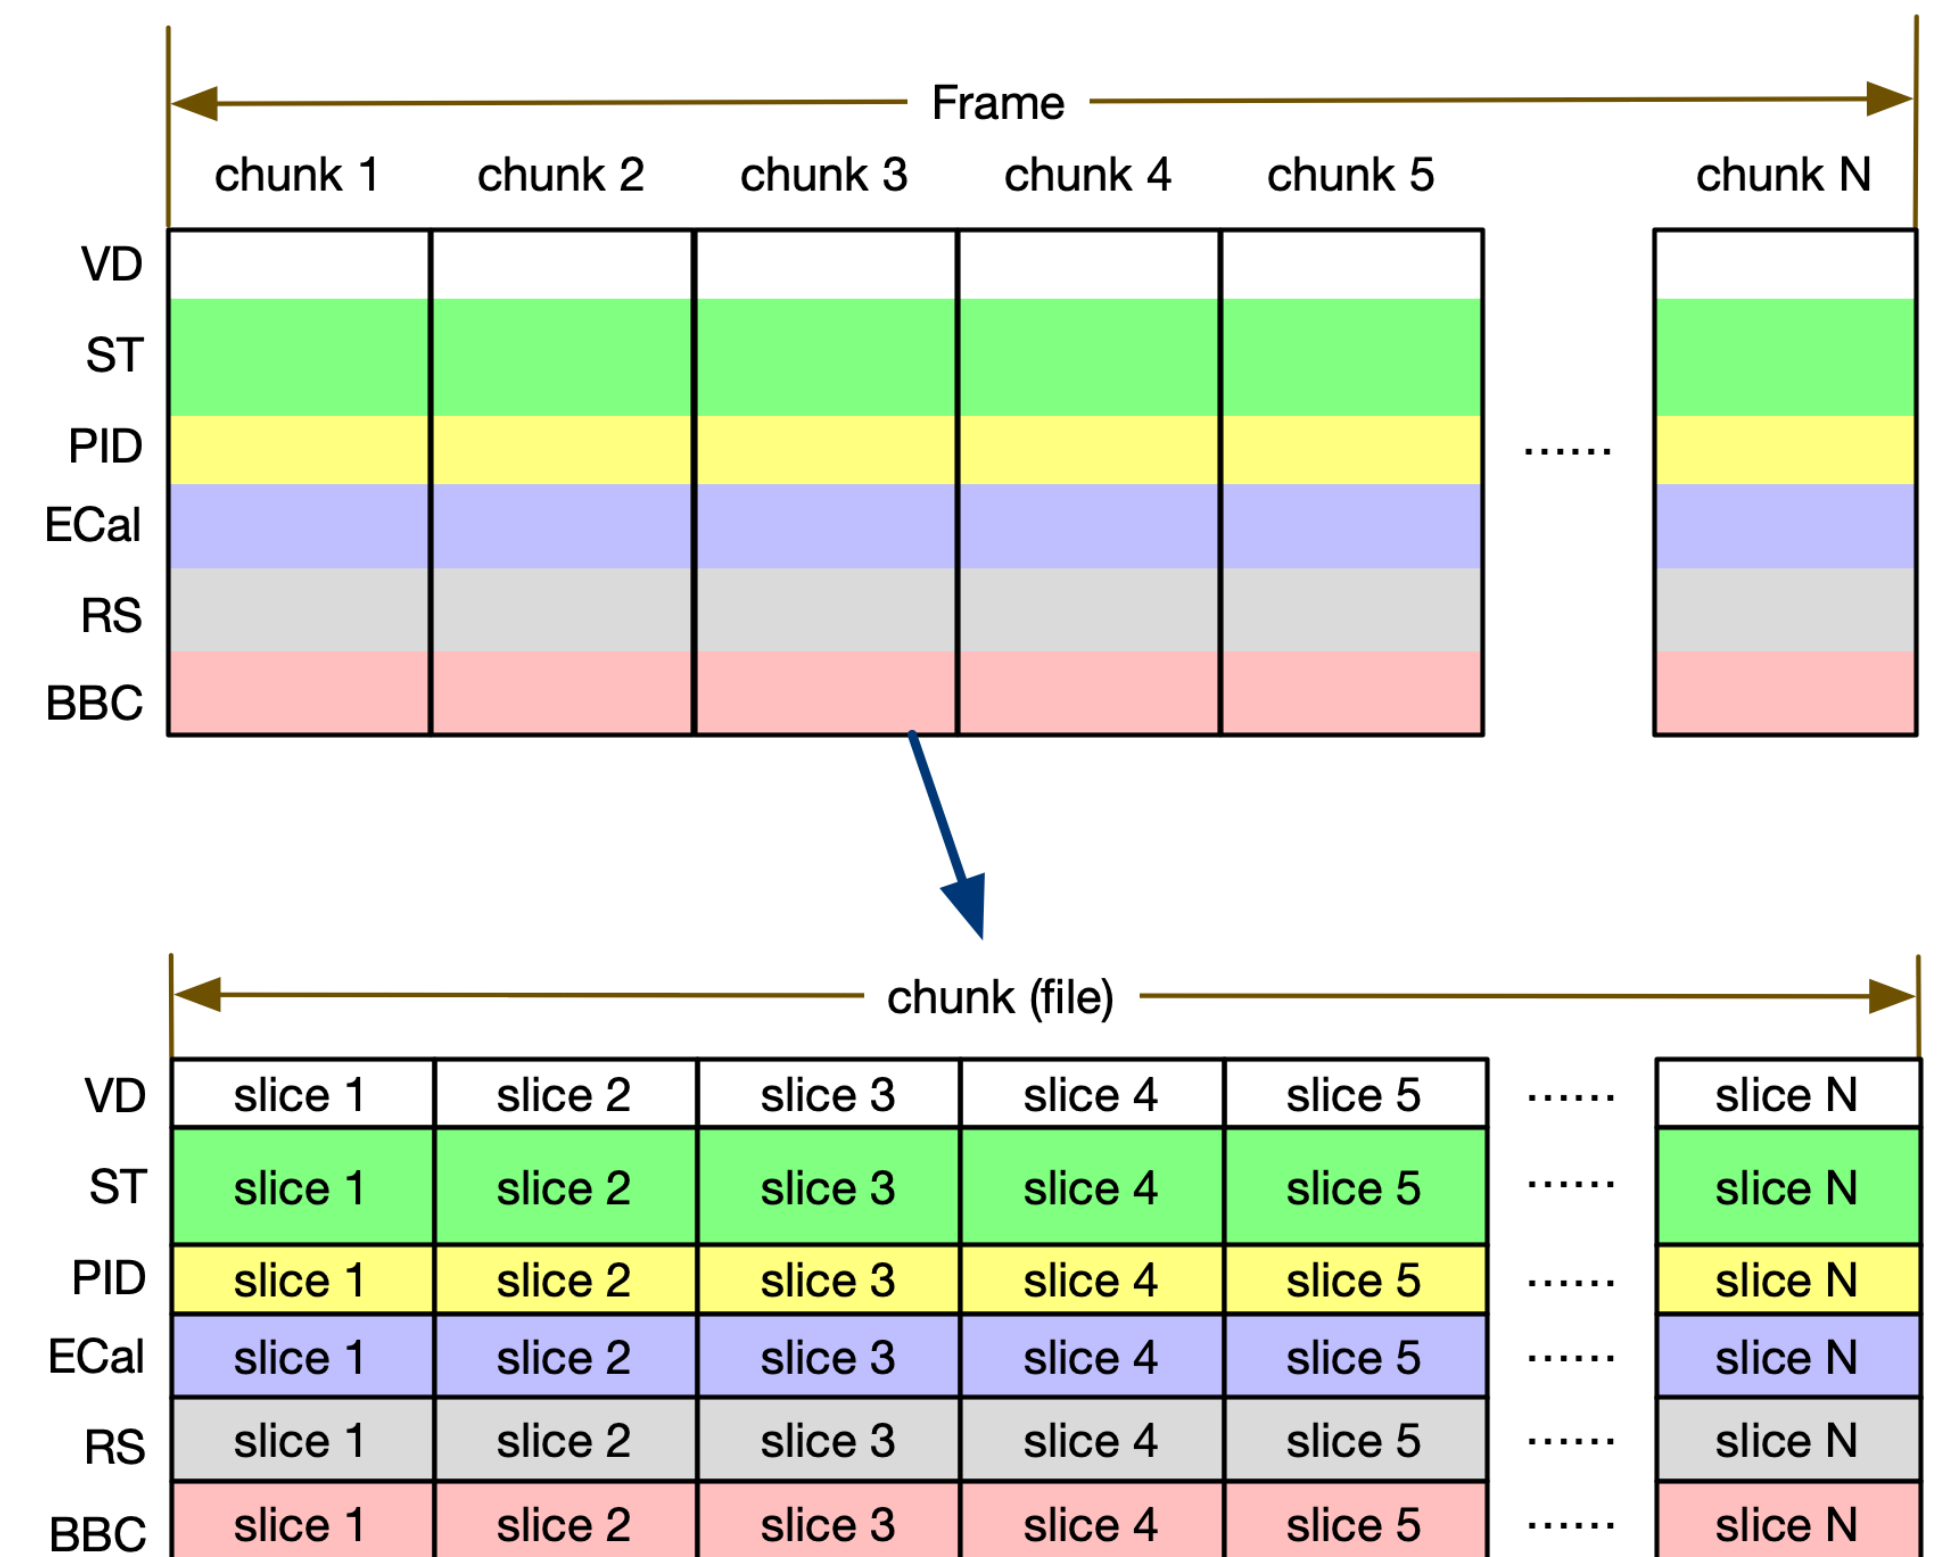 Frame
chunk 1 chunk 2 chunk 3 chunk 4 chunk 5 chunk N
VD
ST
PID ......
ECal
RS
BBC
chunk (file)
VD slice 1 slice 2 slice 3 slice 4 slice 5 ...... slice N
ST slice 1 slice 2 slice 3 slice 4 slice 5 ...... slice N
PID slice 1 slice 2 slice 3 slice 4 slice 5 ...... slice N
ECal slice 1 slice 2 slice 3 slice 4 slice 5 ...... slice N
RS slice 1 slice 2 slice 3 slice 4 slice 5 ...... slice N
BBC slice 1 slice 2 slice 3 slice 4 slice 5 ...... slice N